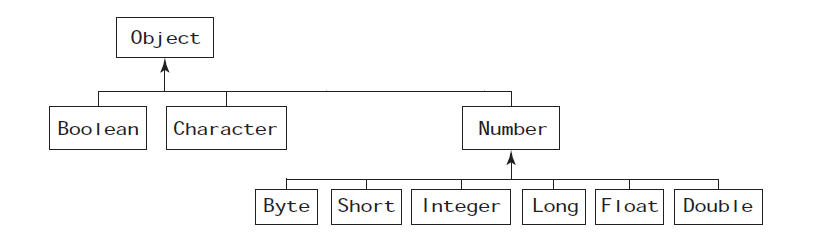 Object
Boolean Character Number
Byte Short Integer Long Float Double